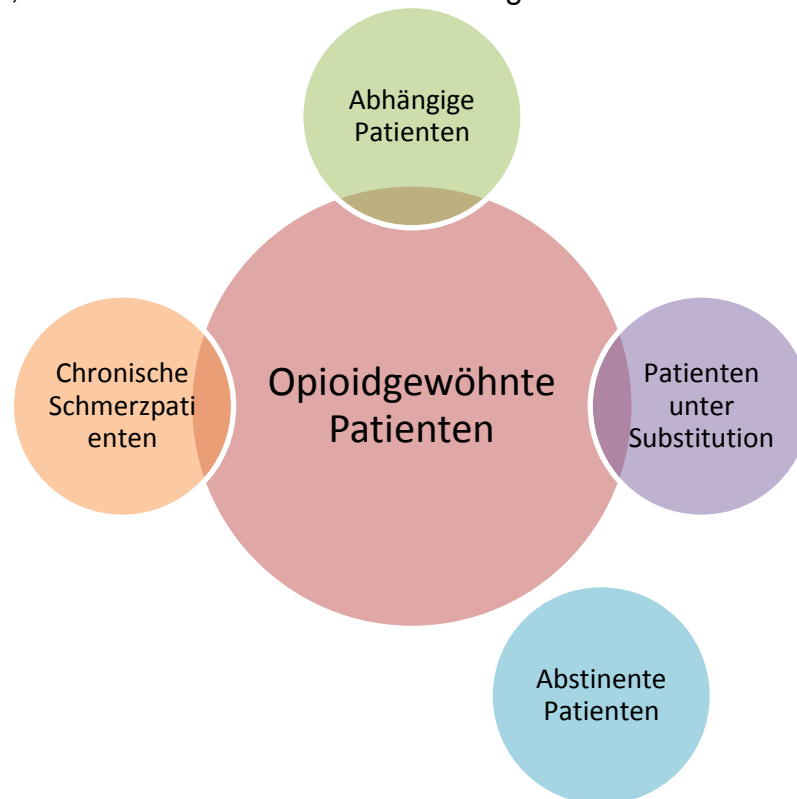 Abhängige
Patienten
Chronische
Schmerzpati
enten
Opioidgewöhnte
Patienten
Patienten
unter
Substitution
Abstinente
Patienten